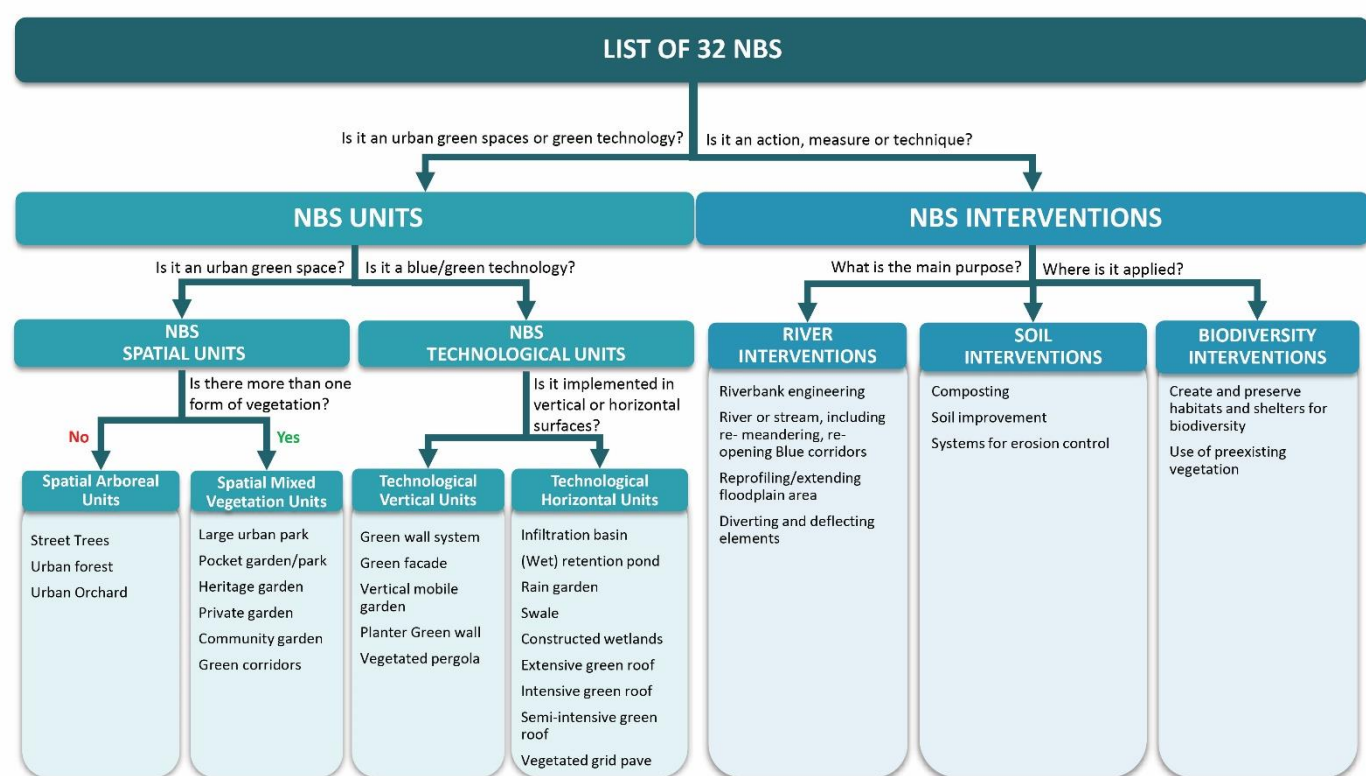 LIST OF 32 NBS
Is it an urban green spaces or green technology?
Is it an action, measure or technique?
NBS UNITS
NBS INTERVENTIONS
Is it an urban green space?
Is it a blue/green technology?
What is the main purpose?
Where is it applied?
NBS
SPATIAL UNITS
NBS
TECHNOLOGICAL UNITS
RIVER
INTERVENTIONS
SOIL
INTERVENTIONS
BIODIVERSITY
INTERVENTIONS
Is there more than one
form of vegetation?
No
Yes
Is it implemented in
vertical or horizontal
surfaces?
Spatial Arboreal
Units
Street Trees
Urban forest
Urban Orchard
Spatial Mixed
Vegetation Units
Large urban park
Pocket garden/park
Heritage garden
Private garden
Community garden
Green corridors
Technological
Vertical Units
Green wall system
Green facade
Vertical mobile
garden
Planter Green wall
Vegetated pergola
Technological
Horizontal Units
Infiltration basin
(Wet) retention pond
Rain garden
Swale
Constructed wetlands
Extensive green roof
Intensive green roof
Semi-intensive green
roof
Vegetated grid pave
Riverbank engineering
River or stream, including
re- meandering, re-
opening Blue corridors
Reprofiling/extending
floodplain area
Diverting and deflecting
elements
Composting
Soil improvement
Systems for erosion control
Create and preserve
habitats and shelters for
biodiversity
Use of preexisting
vegetation